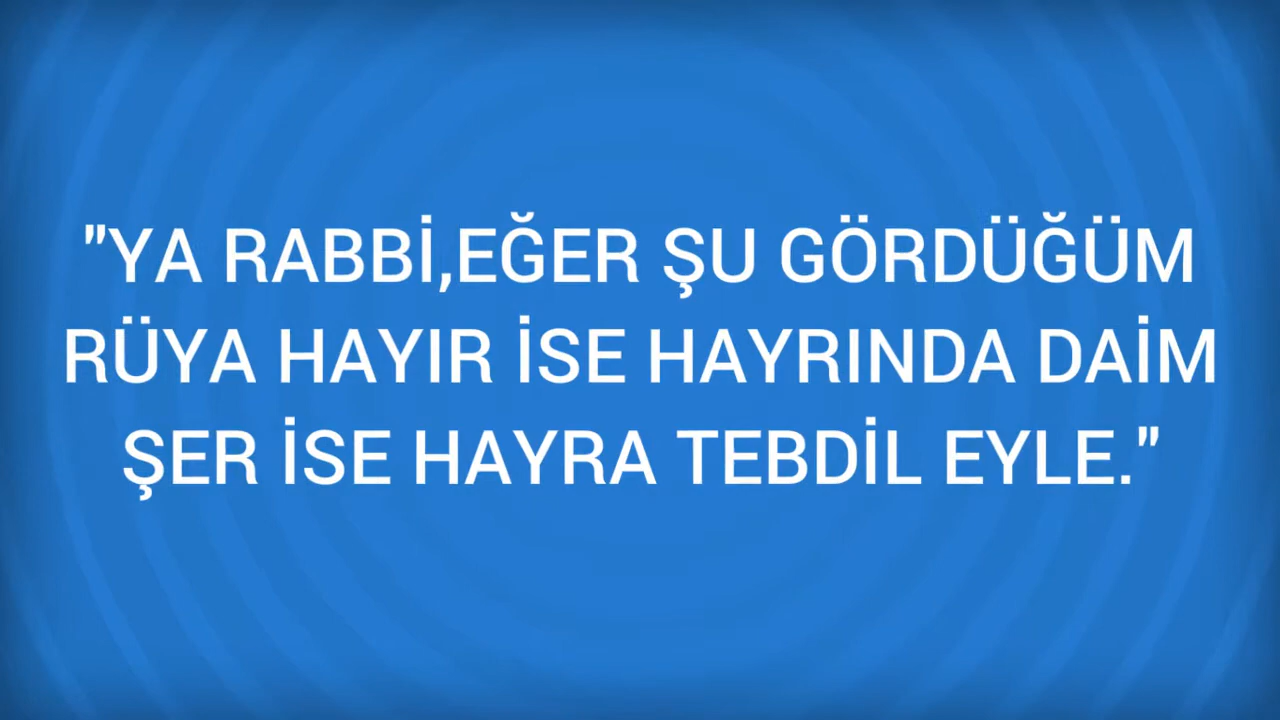 "YA RABBİ,EĞER ŞU GÖRDÜĞÜM
RÜYA HAYIR İSE HAYRINDA DAİM
ŞER İSE HAYRA TEBDİL EYLE."